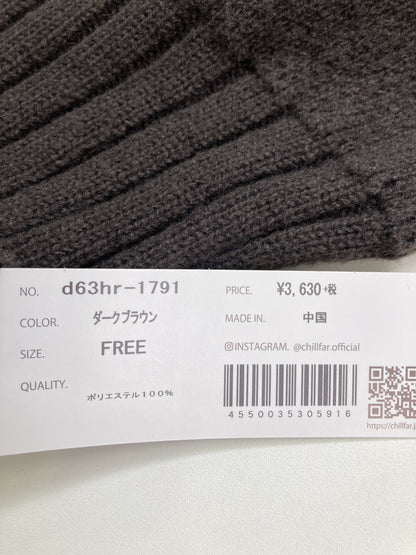 NO. d63hr-1791
COLOR. ダークブラウン
SIZE. FREE
QUALITY. ポリエステル100%
PRICE. ¥3,630+税
MADE IN. 中国
INSTAGRAM. @chillfar.official
4550035305916
https://chillfar.j